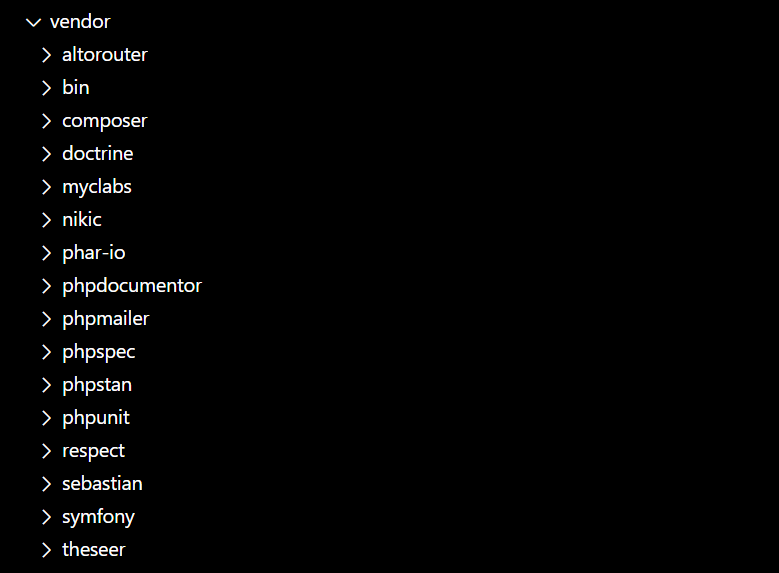 vendor
altorouter
bin
composer
doctrine
myclabs
nikic
phar-io
phpdocumentor
phpmailer
phpspec
phpstan
phpunit
respect
sebastian
symfony
theseer